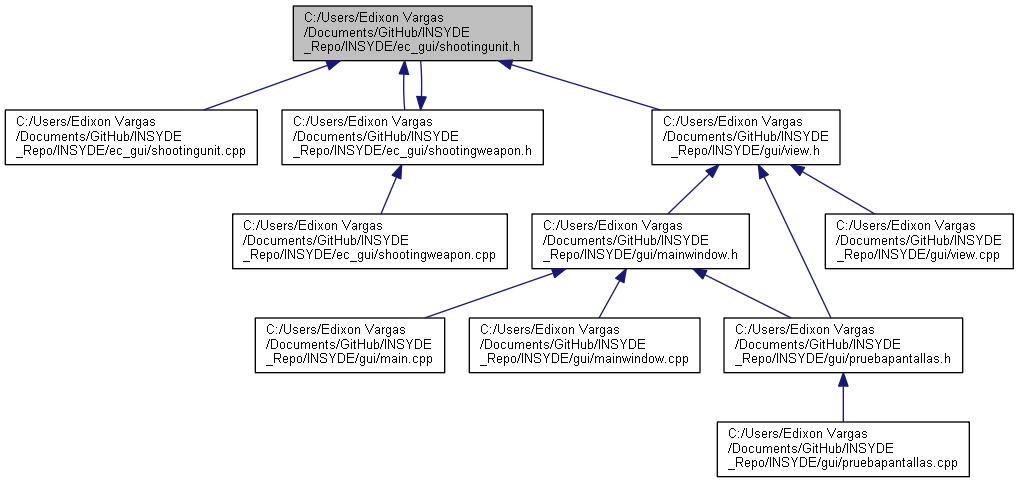 C:/Users/Edixon Vargas
/Documents/GitHub/INSYDE
_Repo/INSYDE/ec_gui/shootingunit.h
C:/Users/Edixon Vargas
/Documents/GitHub/INSYDE
_Repo/INSYDE/ec_gui/shootingunit.cpp
C:/Users/Edixon Vargas
/Documents/GitHub/INSYDE
_Repo/INSYDE/ec_gui/shootingweapon.h
C:/Users/Edixon Vargas
/Documents/GitHub/INSYDE
_Repo/INSYDE/gui/view.h
C:/Users/Edixon Vargas
/Documents/GitHub/INSYDE
_Repo/INSYDE/ec_gui/shootingweapon.cpp
C:/Users/Edixon Vargas
/Documents/GitHub/INSYDE
_Repo/INSYDE/gui/mainwindow.h
C:/Users/Edixon Vargas
/Documents/GitHub/INSYDE
_Repo/INSYDE/gui/view.cpp
C:/Users/Edixon Vargas
/Documents/GitHub/INSYDE
_Repo/INSYDE/gui/main.cpp
C:/Users/Edixon Vargas
/Documents/GitHub/INSYDE
_Repo/INSYDE/gui/mainwindow.cpp
C:/Users/Edixon Vargas
/Documents/GitHub/INSYDE
_Repo/INSYDE/gui/pruebapantallas.h
C:/Users/Edixon Vargas
/Documents/GitHub/INSYDE
_Repo/INSYDE/gui/pruebapantallas.cpp